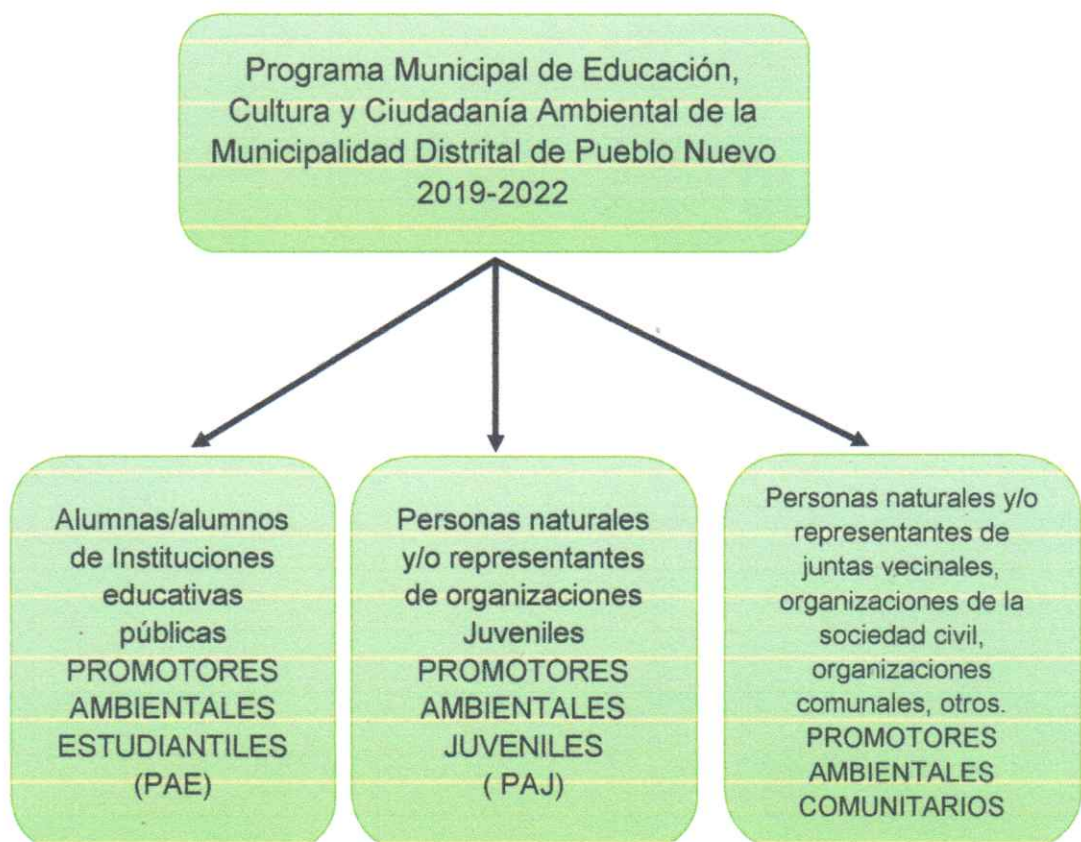 Programa Municipal de Educación,
Cultura y Ciudadanía Ambiental de la
Municipalidad Distrital de Pueblo Nuevo
2019-2022
Alumnas/alumnos
de Instituciones
educativas
públicas
PROMOTORES
AMBIENTALES
ESTUDIANTILES
(PAE)
Personas naturales
y/o representantes
de organizaciones
Juveniles
PROMOTORES
AMBIENTALES
JUVENILES
( PAJ)
Personas naturales y/o
representantes de
juntas vecinales,
organizaciones de la
sociedad civil,
organizaciones
comunales, otros.
PROMOTORES
AMBIENTALES
COMUNITARIOS